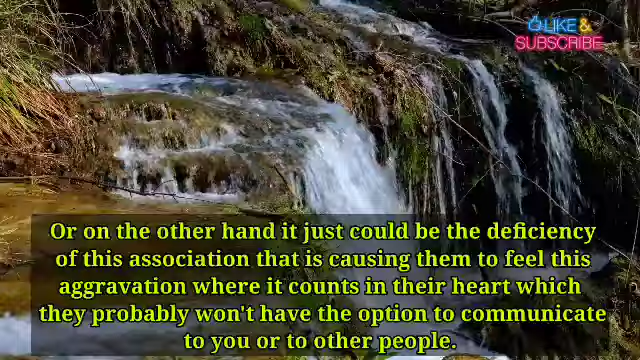 LIKE &
SUBSCRIBE
Or on the other hand it just could be the deficiency
of this association that is causing them to feel this
aggravation where it counts in their heart which
they probably won't have the option to communicate
to you or to other people.